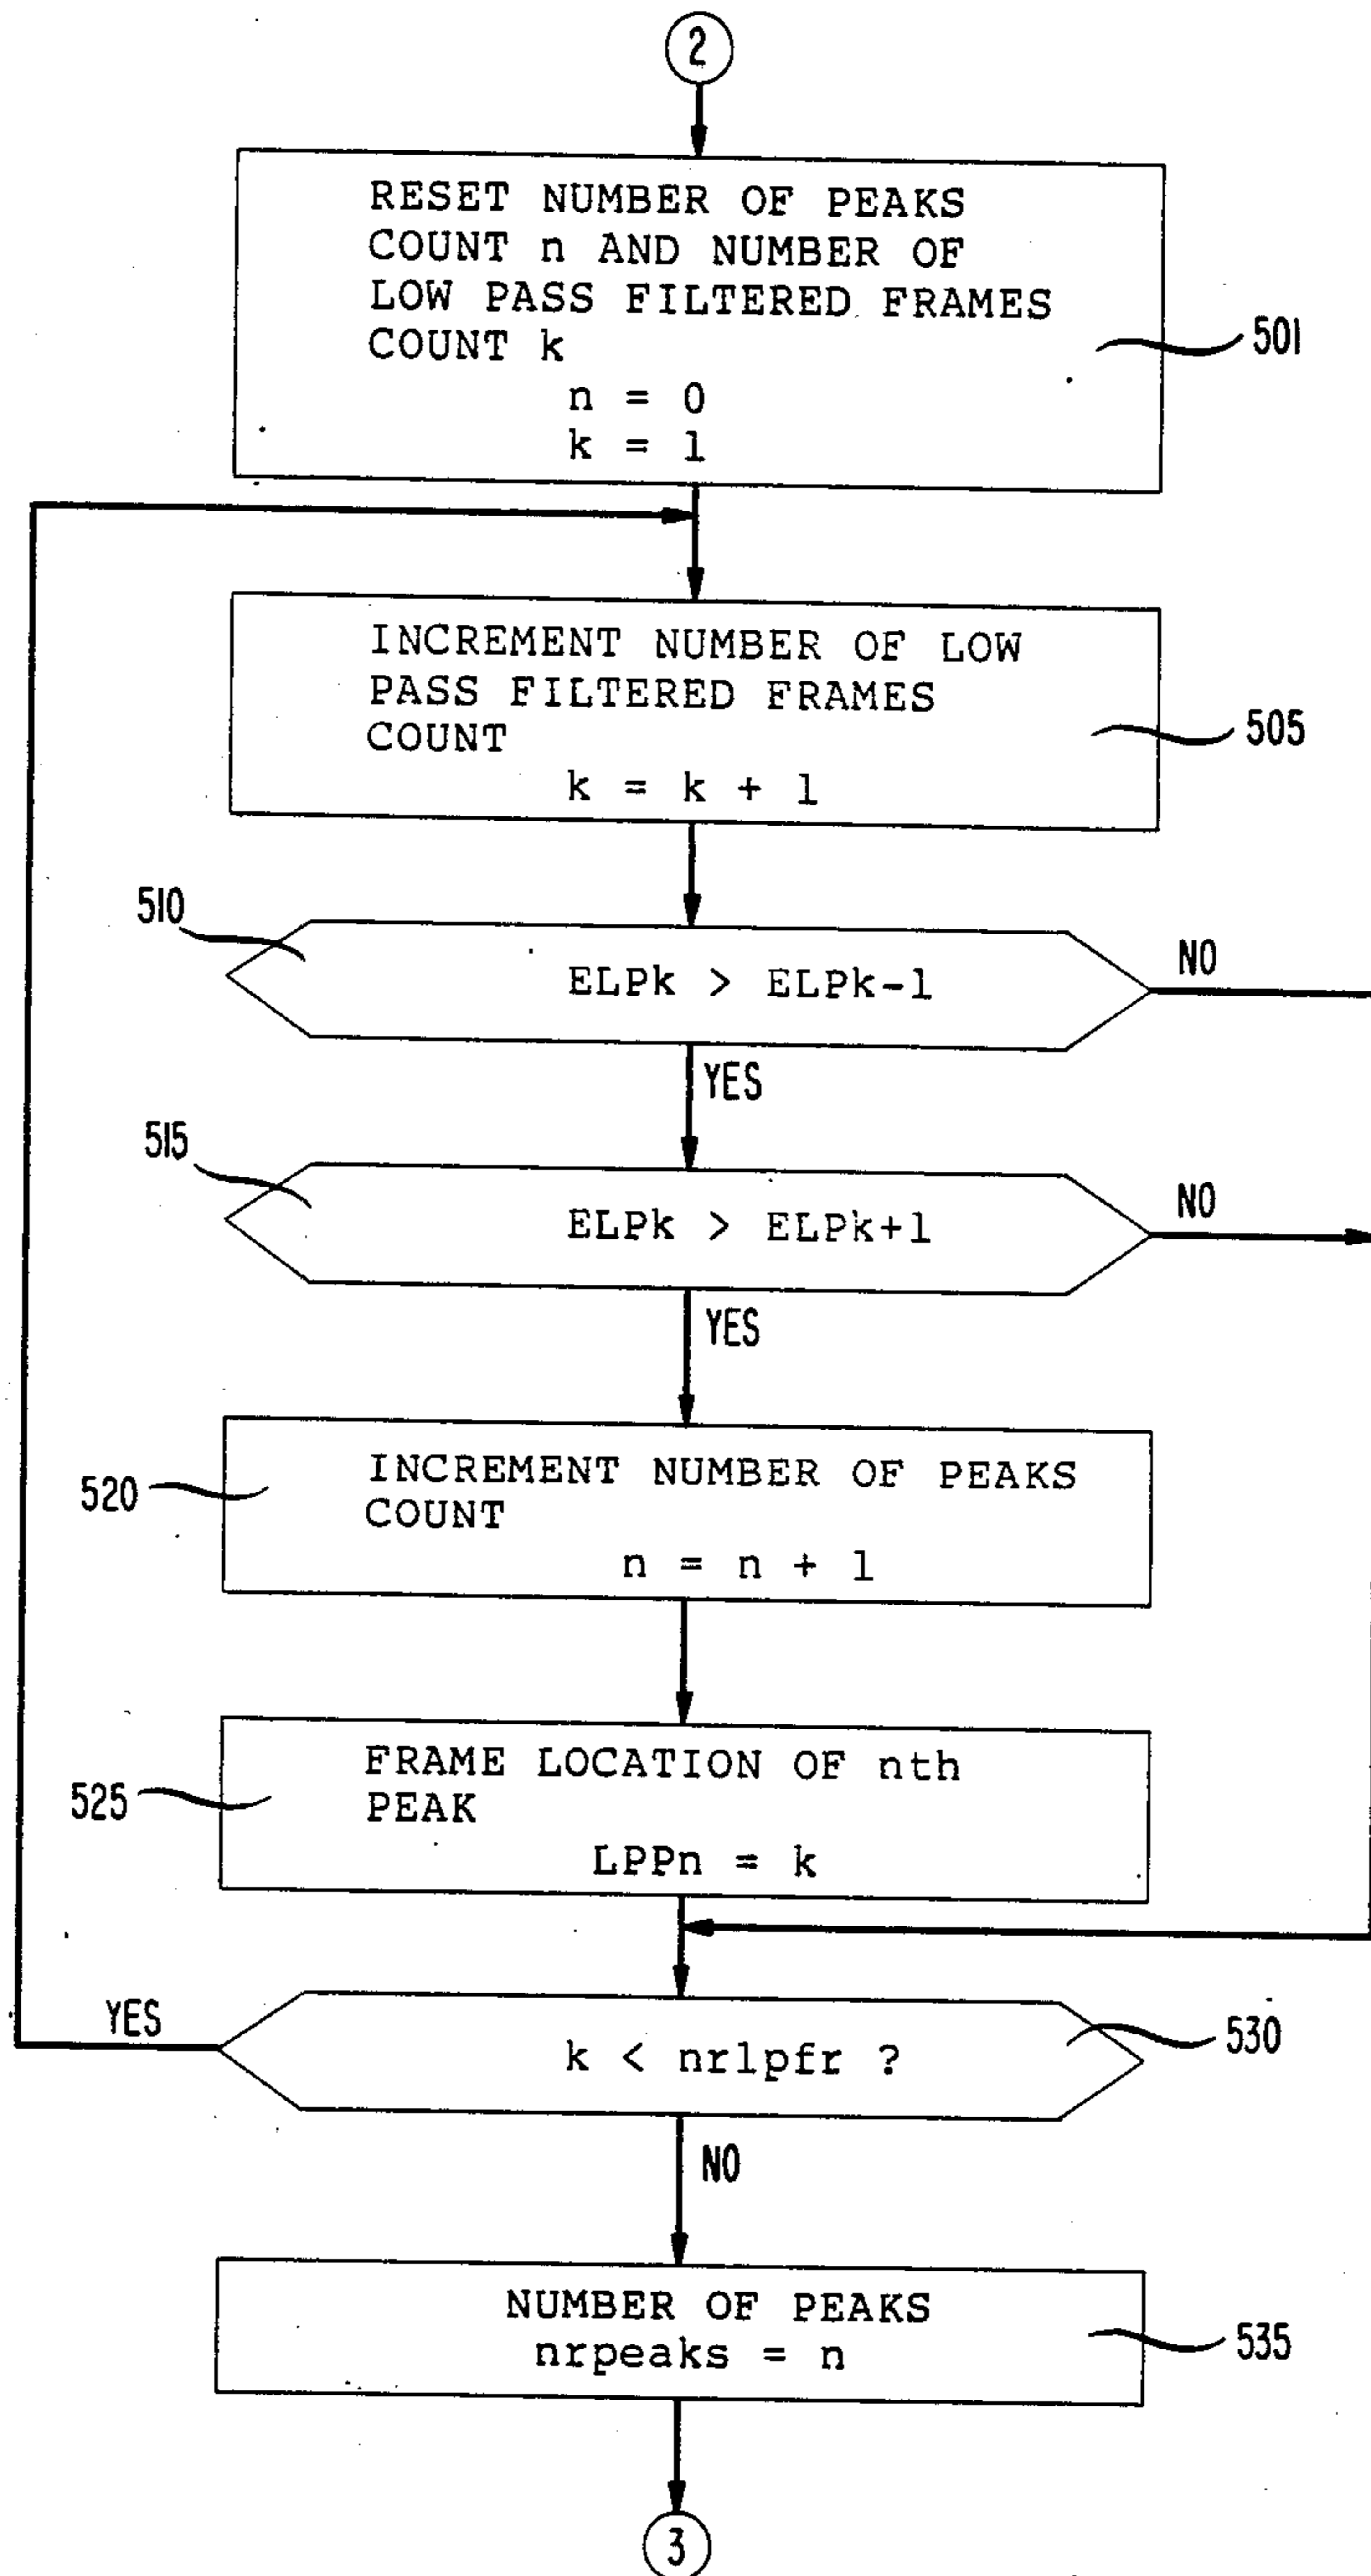 2
RESET NUMBER OF PEAKS
COUNT n AND NUMBER OF
LOW PASS FILTERED FRAMES
COUNT k
n = 0
k = 1
501
INCREMENT NUMBER OF LOW
PASS FILTERED FRAMES
COUNT
k = k + 1
505
510
ELPk > ELPk-1
NO
YES
515
ELPk > ELPk+1
NO
YES
520
INCREMENT NUMBER OF PEAKS
COUNT
n = n + 1
525
FRAME LOCATION OF nth
PEAK
LPPn = k
YES
k < nrlpfr ?
530
NO
NUMBER OF PEAKS
nrpeaks = n
535
3